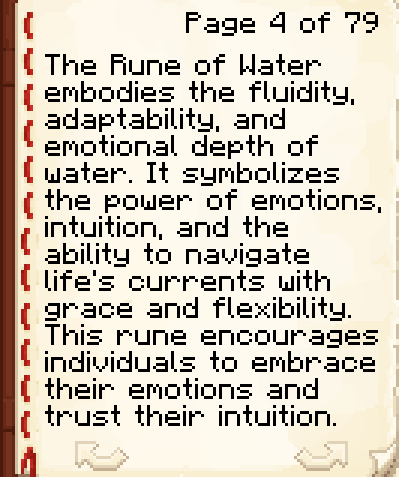 Page 4 of 79
The Rune of Water
embodies the fluidity,
adaptability, and
emotional depth of
water. It symbolizes
the power of emotions,
intuition, and the
ability to navigate
life's currents with
grace and flexibility.
This rune encourages
individuals to embrace
their emotions and
trust their intuition.